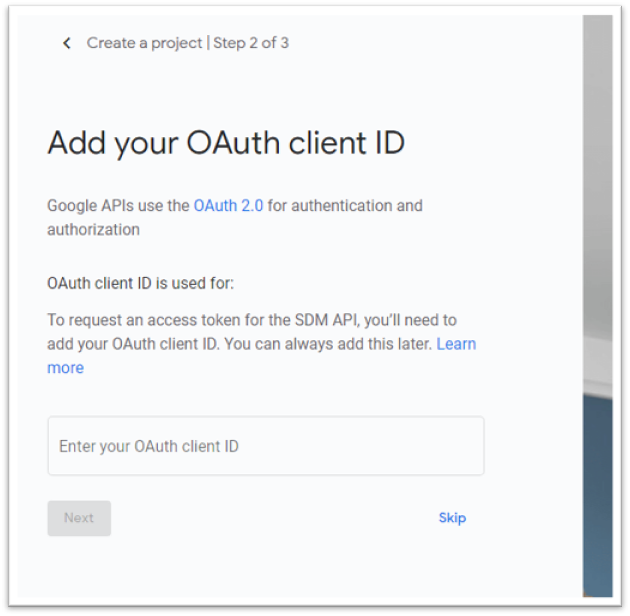 Create a project | Step 2 of 3
Add your OAuth client ID
Google APIs use the OAuth 2.0 for authentication and
authorization
OAuth client ID is used for:
To request an access token for the SDM API, you'll need to
add your OAuth client ID. You can always add this later. Learn
more
Enter your OAuth client ID
Next Skip